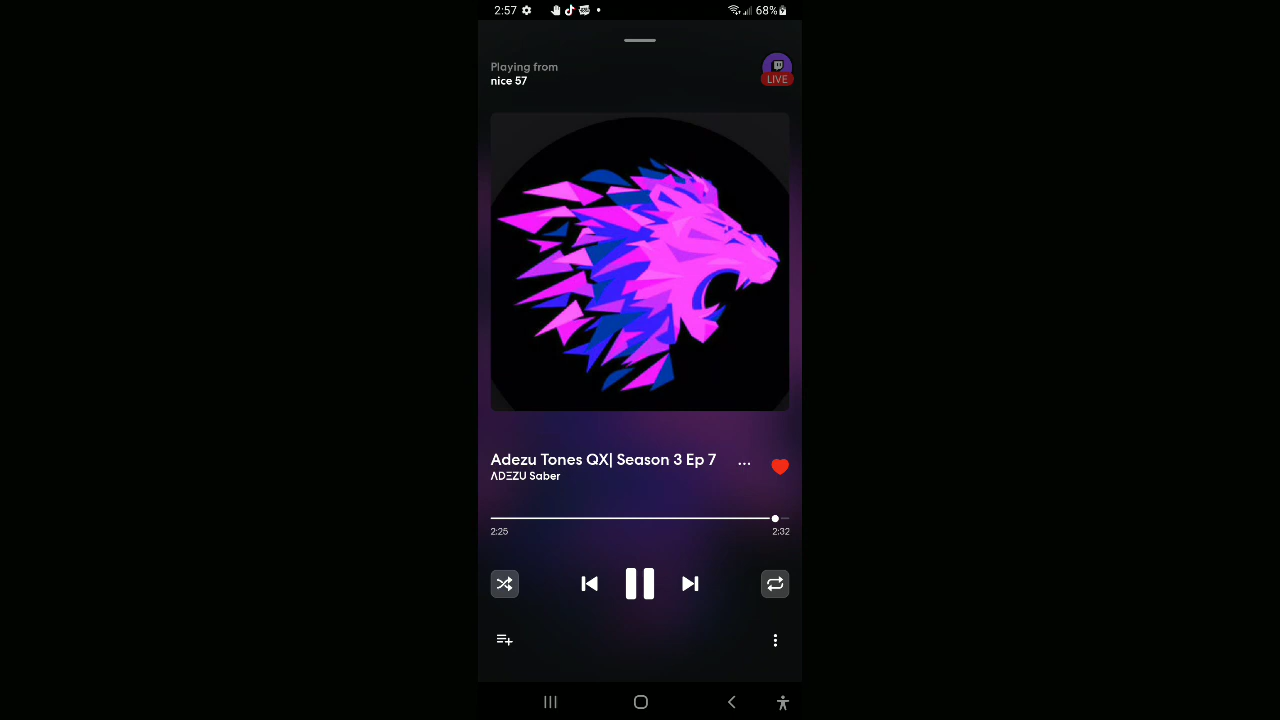 2:57
68%
Playing from
nice 57
LIVE
Adezu Tones QX| Season 3 Ep 7 ...
ΛDΞZU Saber
2:25
2:32